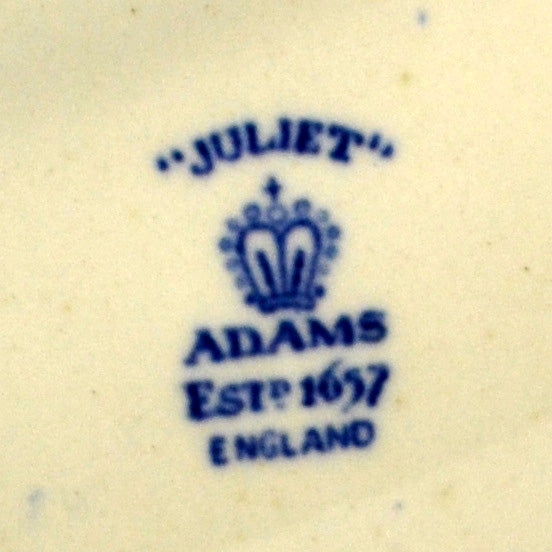 "JULIET"
ADAMS
ESTD 1657
ENGLAND